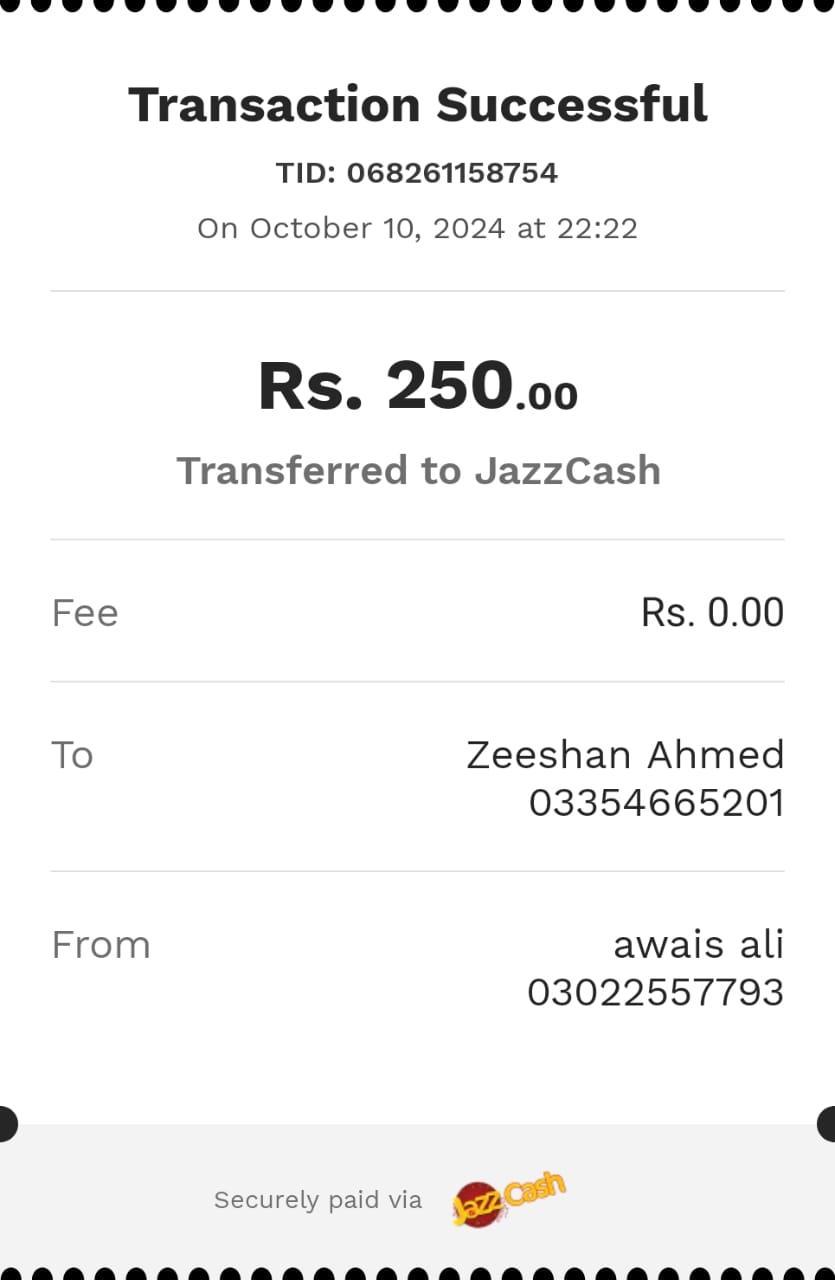 Transaction Successful
TID: 068261158754
On October 10, 2024 at 22:22
Rs. 250.00
Transferred to JazzCash
Fee Rs. 0.00
To Zeeshan Ahmed
03354665201
From awais ali
03022557793
Securely paid via JazzCash